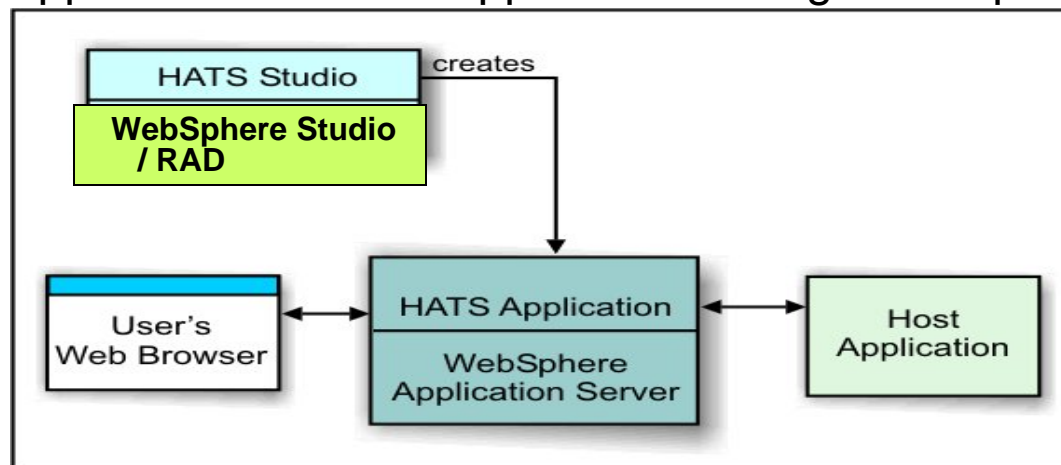 HATS Studio
creates
WebSphere Studio
/ RAD
HATS Application
User's
Web Browser
WebSphere
Application Server
Host
Application